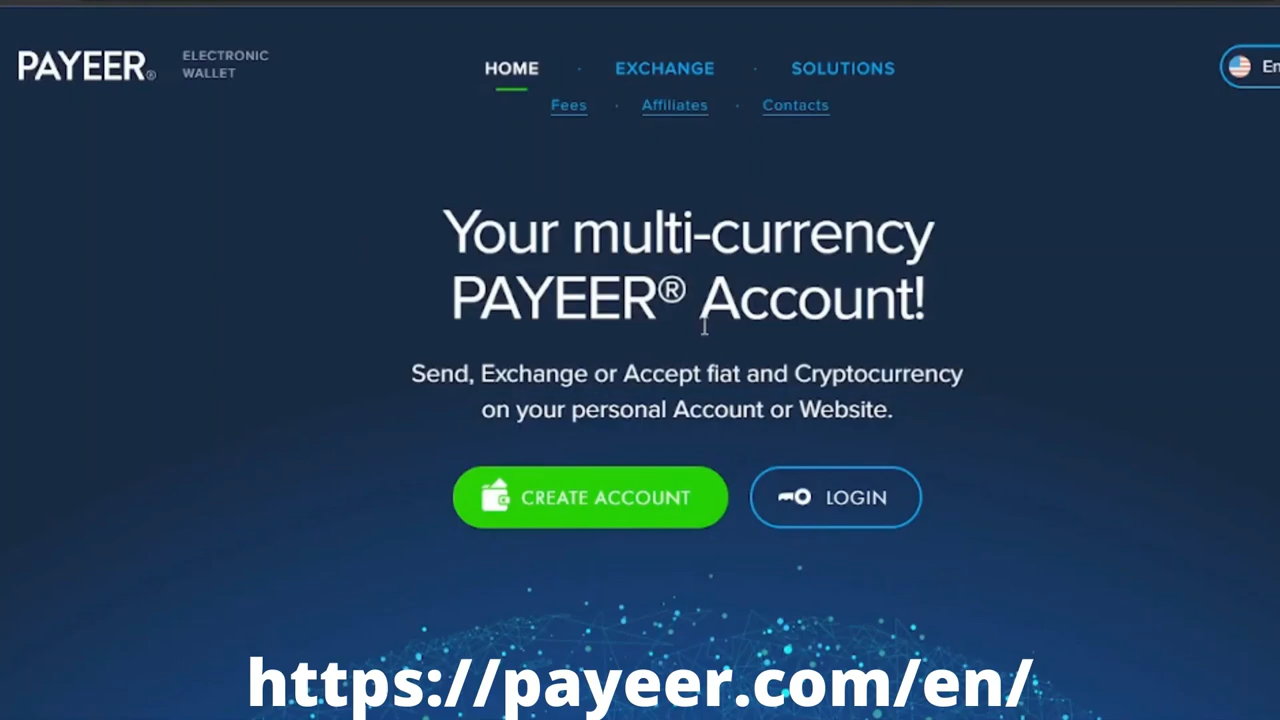 PAYEER®
ELECTRONIC
WALLET
HOME · EXCHANGE · SOLUTIONS
Fees · Affiliates · Contacts
En
Your multi-currency
PAYEER® Account!
Send, Exchange or Accept fiat and Cryptocurrency
on your personal Account or Website.
CREATE ACCOUNT
LOGIN
https://payeer.com/en/